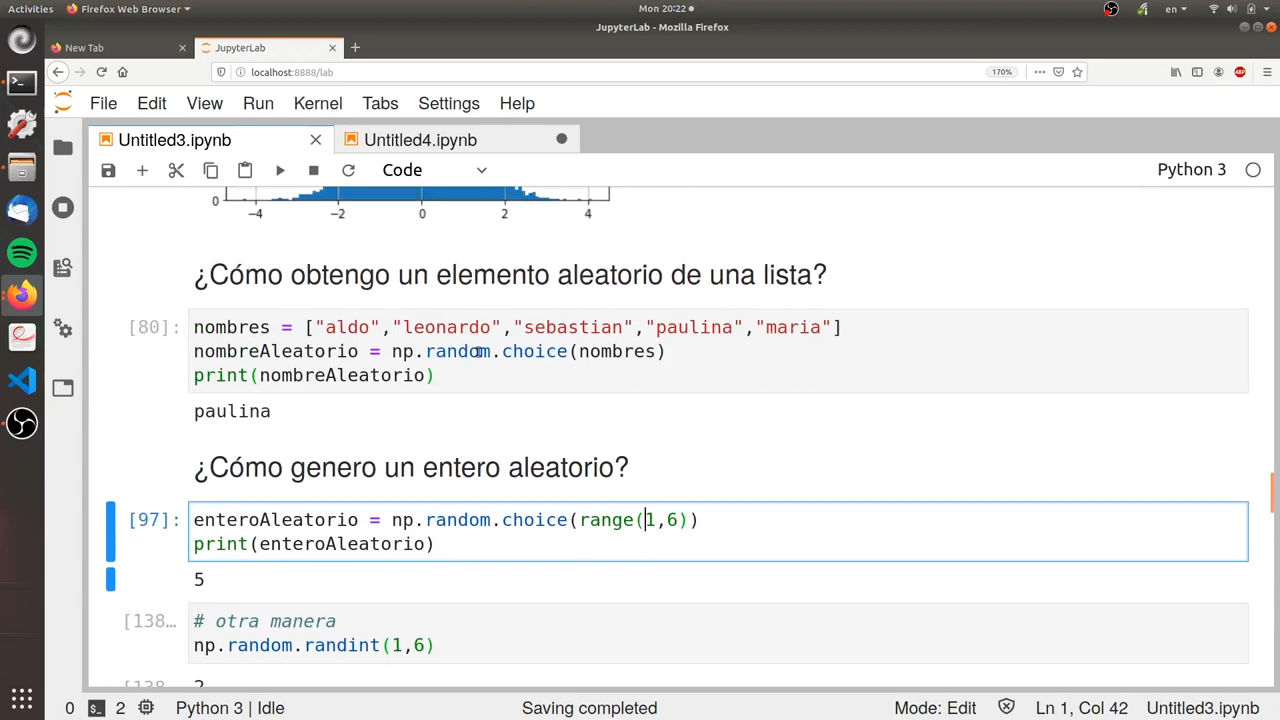 Activities Firefox Web Browser Mon 20:22 en
JupyterLab - Mozilla Firefox
New Tab JupyterLab
localhost:8888/lab 170% ABP
File Edit View Run Kernel Tabs Settings Help
Untitled3.ipynb Untitled4.ipynb
Code Python 3
0
−4 −2 0 2 4
¿Cómo obtengo un elemento aleatorio de una lista?
[80]: nombres = ["aldo","leonardo","sebastian","paulina","maria"]
nombreAleatorio = np.random.choice(nombres)
print(nombreAleatorio)
paulina
¿Cómo genero un entero aleatorio?
[97]: enteroAleatorio = np.random.choice(range(1,6))
print(enteroAleatorio)
5
[138… # otra manera
np.random.randint(1,6)
0 2 Python 3 | Idle Saving completed Mode: Edit Ln 1, Col 42 Untitled3.ipynb